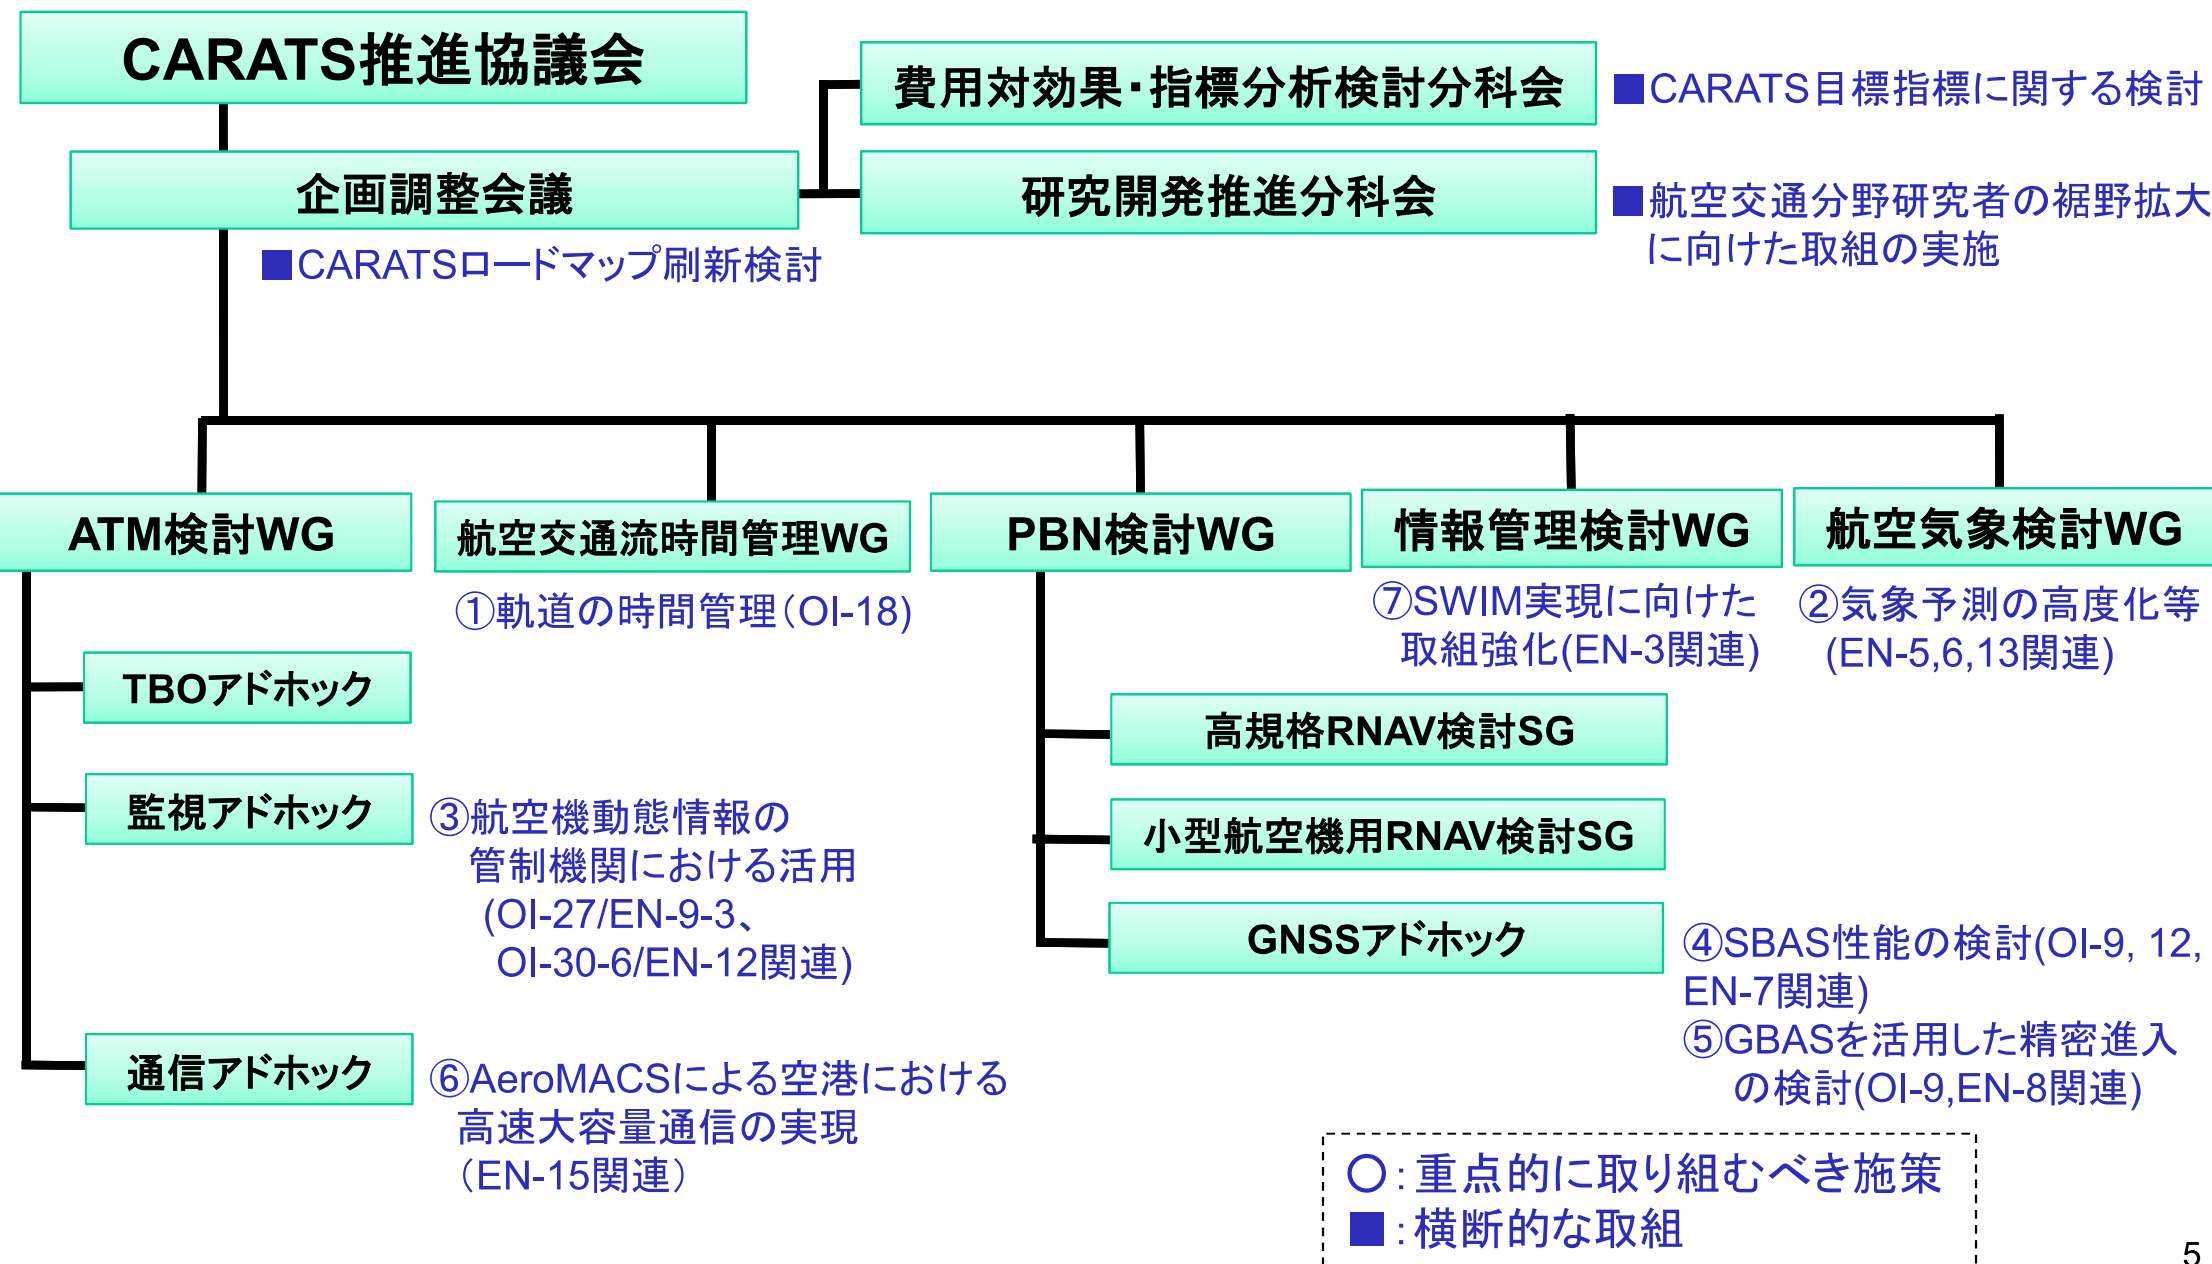 CARATS推進協議会
費用対効果・指標分析検討分科会
■CARATS目標指標に関する検討
企画調整会議
研究開発推進分科会
■航空交通分野研究者の裾野拡大
に向けた取組の実施
■CARATSロードマップ刷新検討
ATM検討WG
航空交通流時間管理WG
PBN検討WG
情報管理検討WG
航空気象検討WG
①軌道の時間管理（OI-18)
⑦SWIM実現に向けた
取組強化(EN-3関連)
②気象予測の高度化等
(EN-5,6,13関連)
TBOアドホック
高規格RNAV検討SG
監視アドホック
③航空機動態情報の
管制機関における活用
(OI-27/EN-9-3、
OI-30-6/EN-12関連)
小型航空機用RNAV検討SG
GNSSアドホック
④SBAS性能の検討(OI-9, 12,
EN-7関連)
⑤GBASを活用した精密進入
の検討(OI-9,EN-8関連)
通信アドホック
⑥AeroMACSによる空港における
高速大容量通信の実現
（EN-15関連）
〇：重点的に取り組むべき施策
■：横断的な取組
5